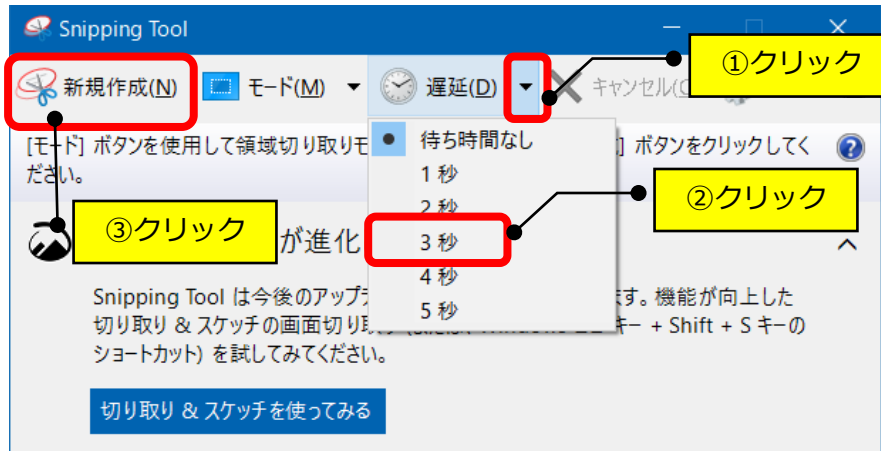 Snipping Tool
新規作成(N) モード(M) 遅延(D) キャンセル(
①クリック
[モード] ボタンを使用して領域切り取りモ
] ボタンをクリックしてく
ださい。
待ち時間なし
1 秒
2 秒
3 秒
4 秒
5 秒
②クリック
③クリック
が進化
Snipping Tool は今後のアップデ
ます。機能が向上した
切り取り & スケッチの画面切り取
キー + Shift + S キーの
ショートカット) を試してみてください。
切り取り & スケッチを使ってみる